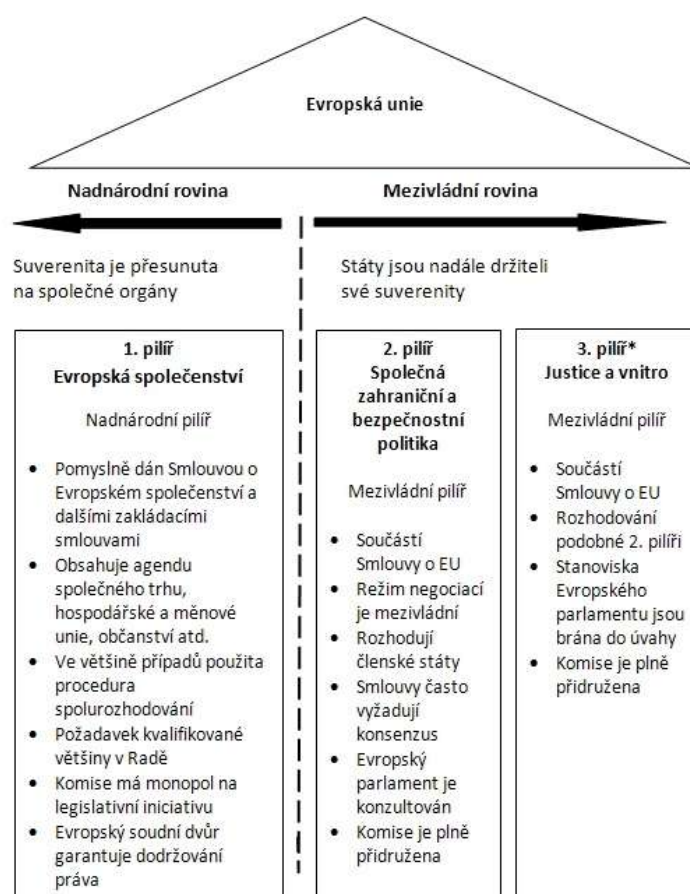 Evropská unie
Nadnárodní rovina
Mezivládní rovina
Suverenita je přesunuta
na společné orgány
Státy jsou nadále držiteli
své suverenity
1. pilíř
Evropská společenství
Nadnárodní pilíř
• Pomyslně dán Smlouvou o
Evropském společenství a
dalšími zakládacími
smlouvami
• Obsahuje agendu
společného trhu,
hospodářské a měnové
unie, občanství atd.
• Ve většině případů použita
procedura
spolurozhodování
• Požadavek kvalifikované
většiny v Radě
• Komise má monopol na
legislativní iniciativu
• Evropský soudní dvůr
garantuje dodržování
práva
2. pilíř
Společná
zahraniční a
bezpečnostní
politika
Mezivládní pilíř
• Součástí
Smlouvy o EU
• Režim negociací
je mezivládní
• Rozhodují
členské státy
• Smlouvy často
vyžadují
konsenzus
• Evropský
parlament je
konzultován
• Komise je plně
přidružena
3. pilíř*
Justice a vnitro
Mezivládní pilíř
• Součástí
Smlouvy o EU
• Rozhodování
podobné 2. pilíři
• Stanoviska
Evropského
parlamentu jsou
brána do úvahy
• Komise je plně
přidružena